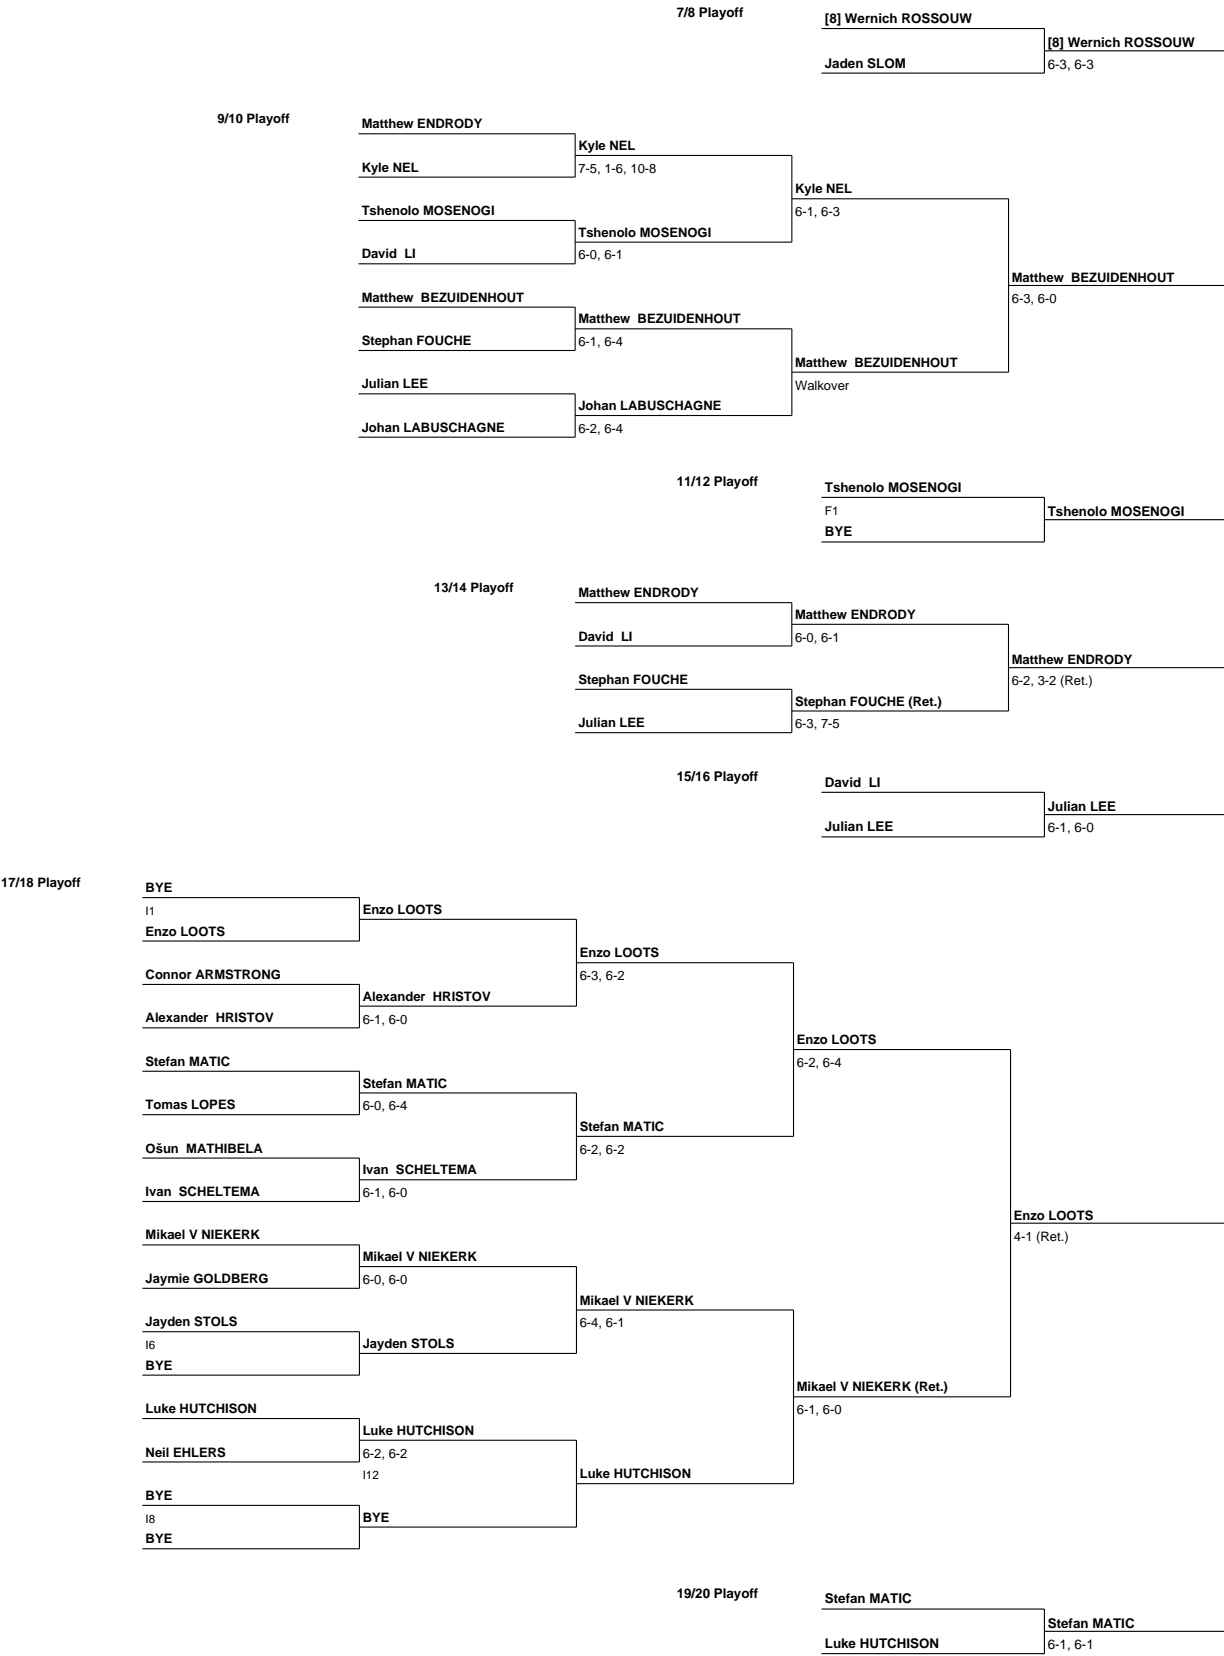 7/8 Playoff
[8] Wernich ROSSOUW
[8] Wernich ROSSOUW
Jaden SLOM
6-3, 6-3
9/10 Playoff
Matthew ENDRODY
Kyle NEL
Kyle NEL
7-5, 1-6, 10-8
Kyle NEL
6-1, 6-3
Tshenolo MOSENOGI
Tshenolo MOSENOGI
David LI
6-0, 6-1
Matthew BEZUIDENHOUT
6-3, 6-0
Matthew BEZUIDENHOUT
Matthew BEZUIDENHOUT
Stephan FOUCHE
6-1, 6-4
Matthew BEZUIDENHOUT
Walkover
Julian LEE
Johan LABUSCHAGNE
Johan LABUSCHAGNE
6-2, 6-4
11/12 Playoff
Tshenolo MOSENOGI
F1
Tshenolo MOSENOGI
BYE
13/14 Playoff
Matthew ENDRODY
Matthew ENDRODY
David LI
6-0, 6-1
Matthew ENDRODY
6-2, 3-2 (Ret.)
Stephan FOUCHE
Stephan FOUCHE (Ret.)
Julian LEE
6-3, 7-5
15/16 Playoff
David LI
Julian LEE
Julian LEE
6-1, 6-0
17/18 Playoff
BYE
I1
Enzo LOOTS
Enzo LOOTS
Enzo LOOTS
6-3, 6-2
Connor ARMSTRONG
Alexander HRISTOV
Alexander HRISTOV
6-1, 6-0
Enzo LOOTS
6-2, 6-4
Stefan MATIC
Stefan MATIC
Tomas LOPES
6-0, 6-4
Stefan MATIC
6-2, 6-2
Ošun MATHIBELA
Ivan SCHELTEMA
Ivan SCHELTEMA
6-1, 6-0
Enzo LOOTS
4-1 (Ret.)
Mikael V NIEKERK
Mikael V NIEKERK
Jaymie GOLDBERG
6-0, 6-0
Mikael V NIEKERK
6-4, 6-1
Jayden STOLS
I6
Jayden STOLS
BYE
Mikael V NIEKERK (Ret.)
6-1, 6-0
Luke HUTCHISON
Luke HUTCHISON
Neil EHLERS
6-2, 6-2
I12
Luke HUTCHISON
BYE
I8
BYE
BYE
19/20 Playoff
Stefan MATIC
Stefan MATIC
Luke HUTCHISON
6-1, 6-1